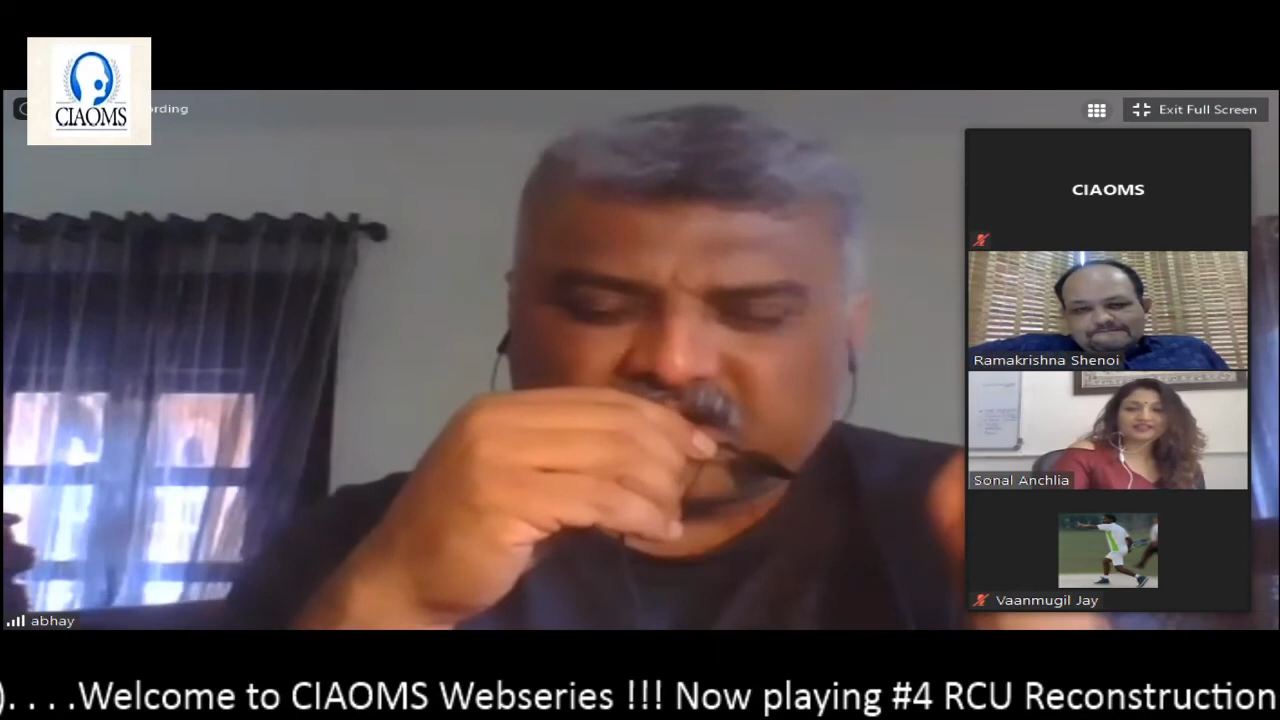 CIAOMS
ording
Exit Full Screen
CIAOMS
Ramakrishna Shenoi
Sonal Anchlia
Vaanmugil Jay
abhay
). . . .Welcome to CIAOMS Webseries !!! Now playing #4 RCU Reconstruction